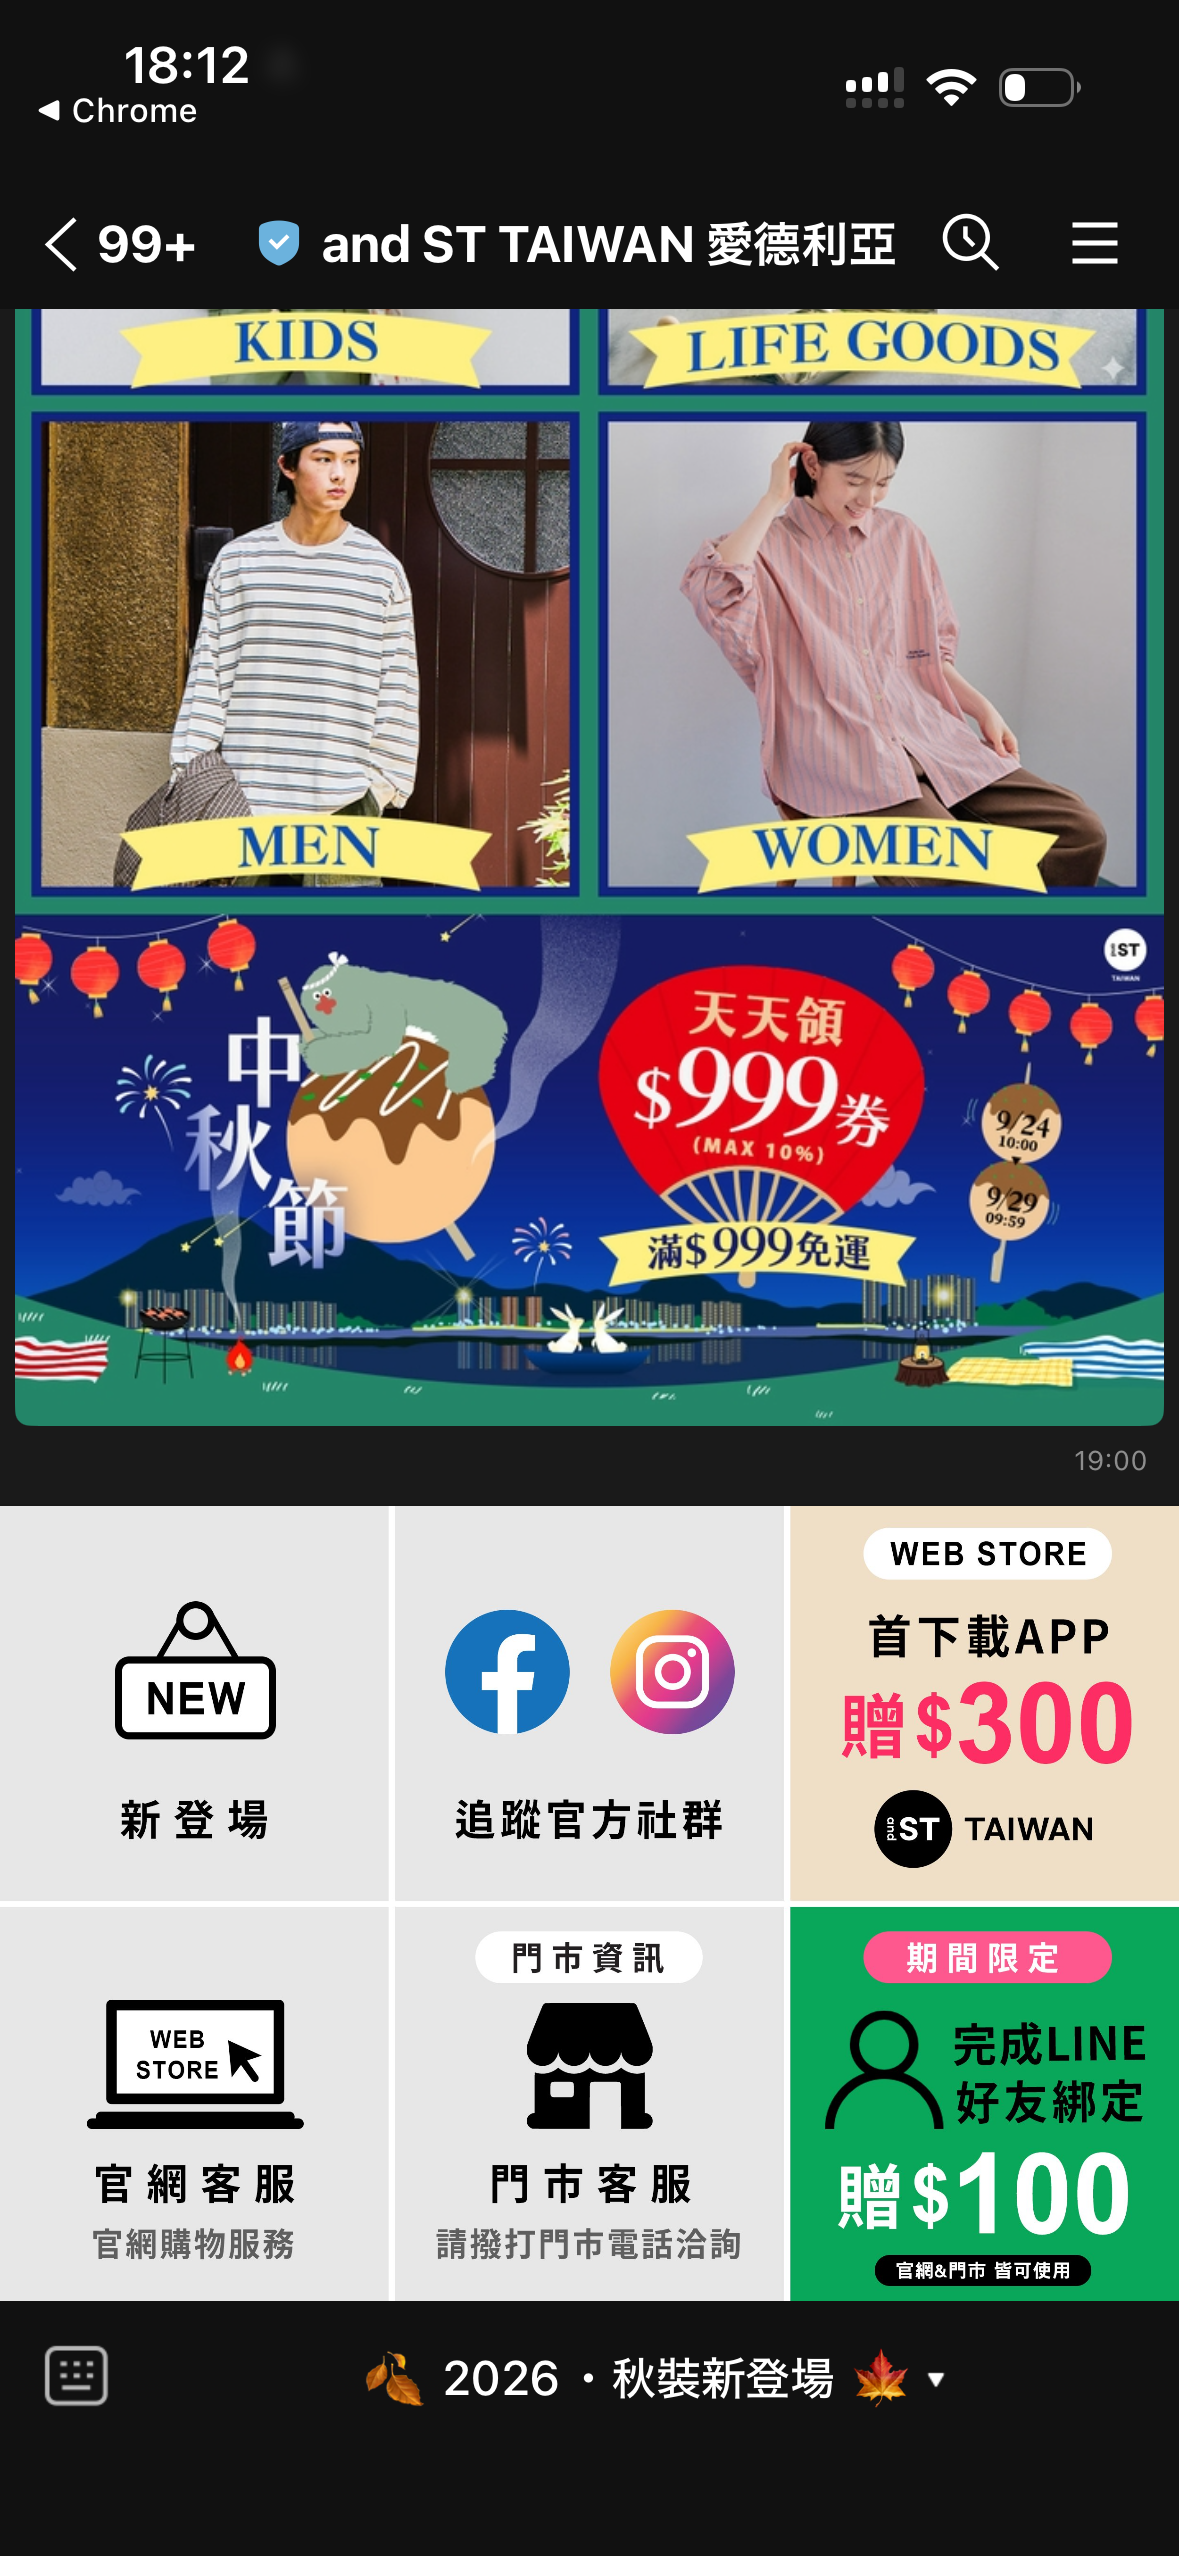 18:12
Chrome
99+
and ST TAIWAN 愛德利亞
KIDS
LIFE GOODS
MEN
WOMEN
and ST
TAIWAN
中秋節
天天領
$999券
(MAX 10%)
滿$999免運
9/24
10:00
9/29
09:59
19:00
NEW
新登場
追蹤官方社群
WEB STORE
首下載APP
贈$300
and ST TAIWAN
WEB
STORE
官網客服
官網購物服務
門市資訊
門市客服
請撥打門市電話洽詢
期間限定
完成LINE
好友綁定
贈$100
官網&門市 皆可使用
2026・秋裝新登場